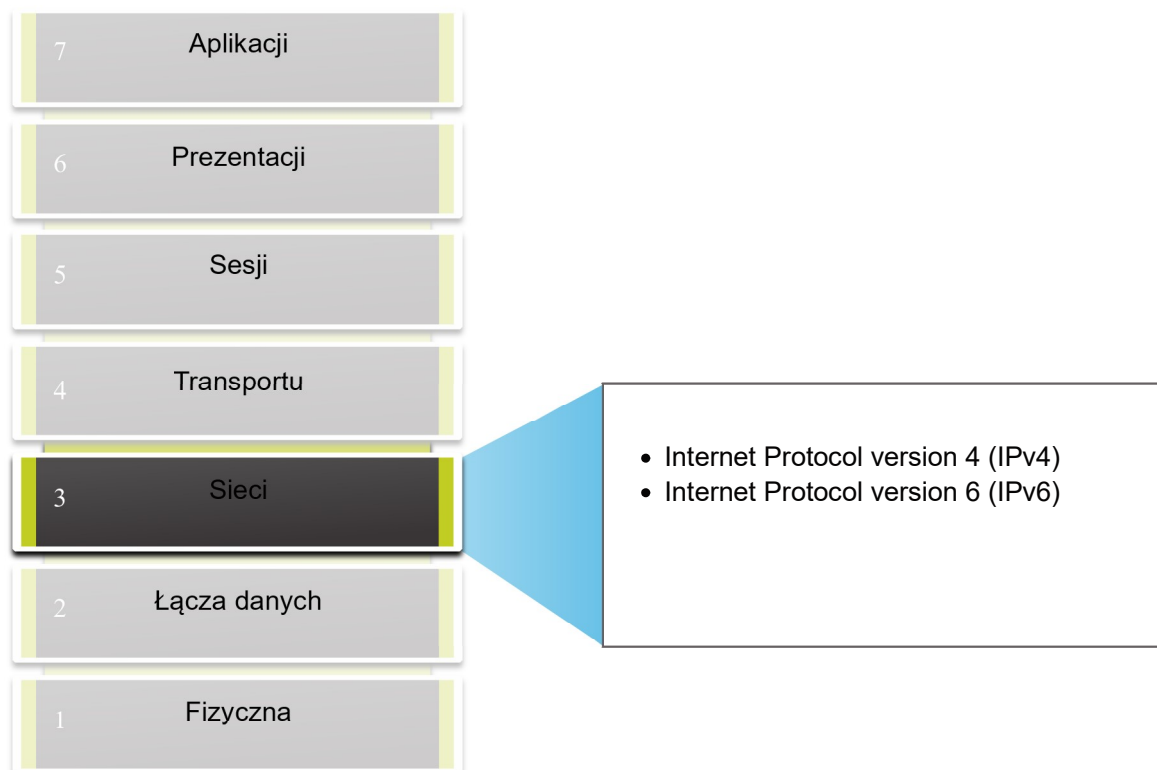 7 Aplikacji
6 Prezentacji
5 Sesji
4 Transportu
3 Sieci
• Internet Protocol version 4 (IPv4)
• Internet Protocol version 6 (IPv6)
2 Łącza danych
1 Fizyczna